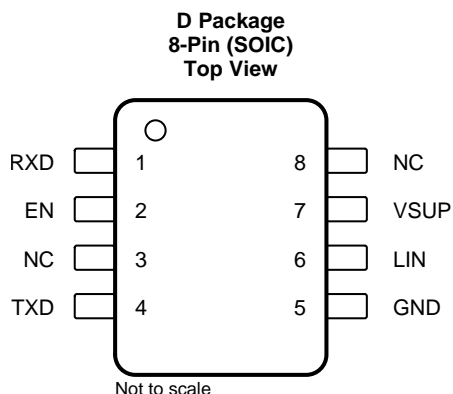 D Package
8-Pin (SOIC)
Top View
RXD 1 8 NC
EN 2 7 VSUP
NC 3 6 LIN
TXD 4 5 GND
Not to scale